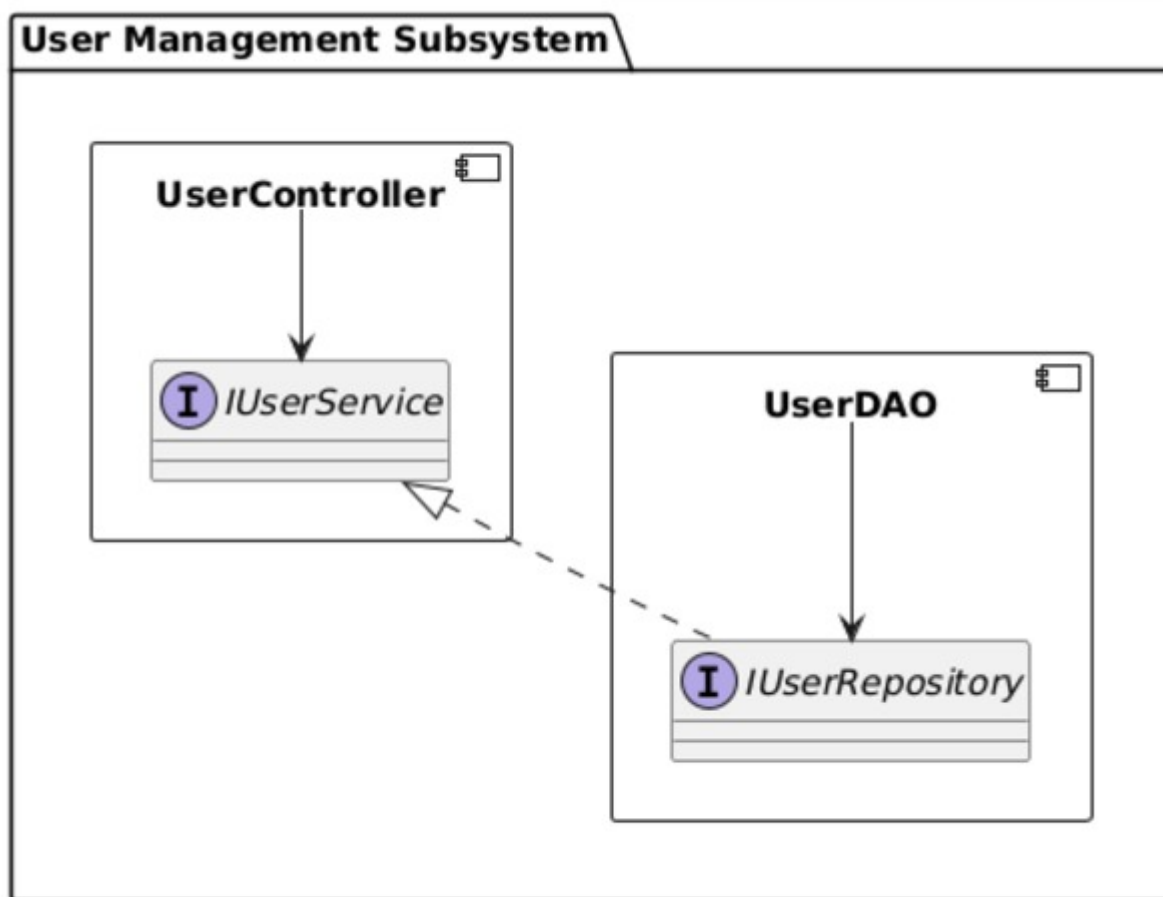 User Management Subsystem
UserController
I IUserService
UserDAO
I IUserRepository